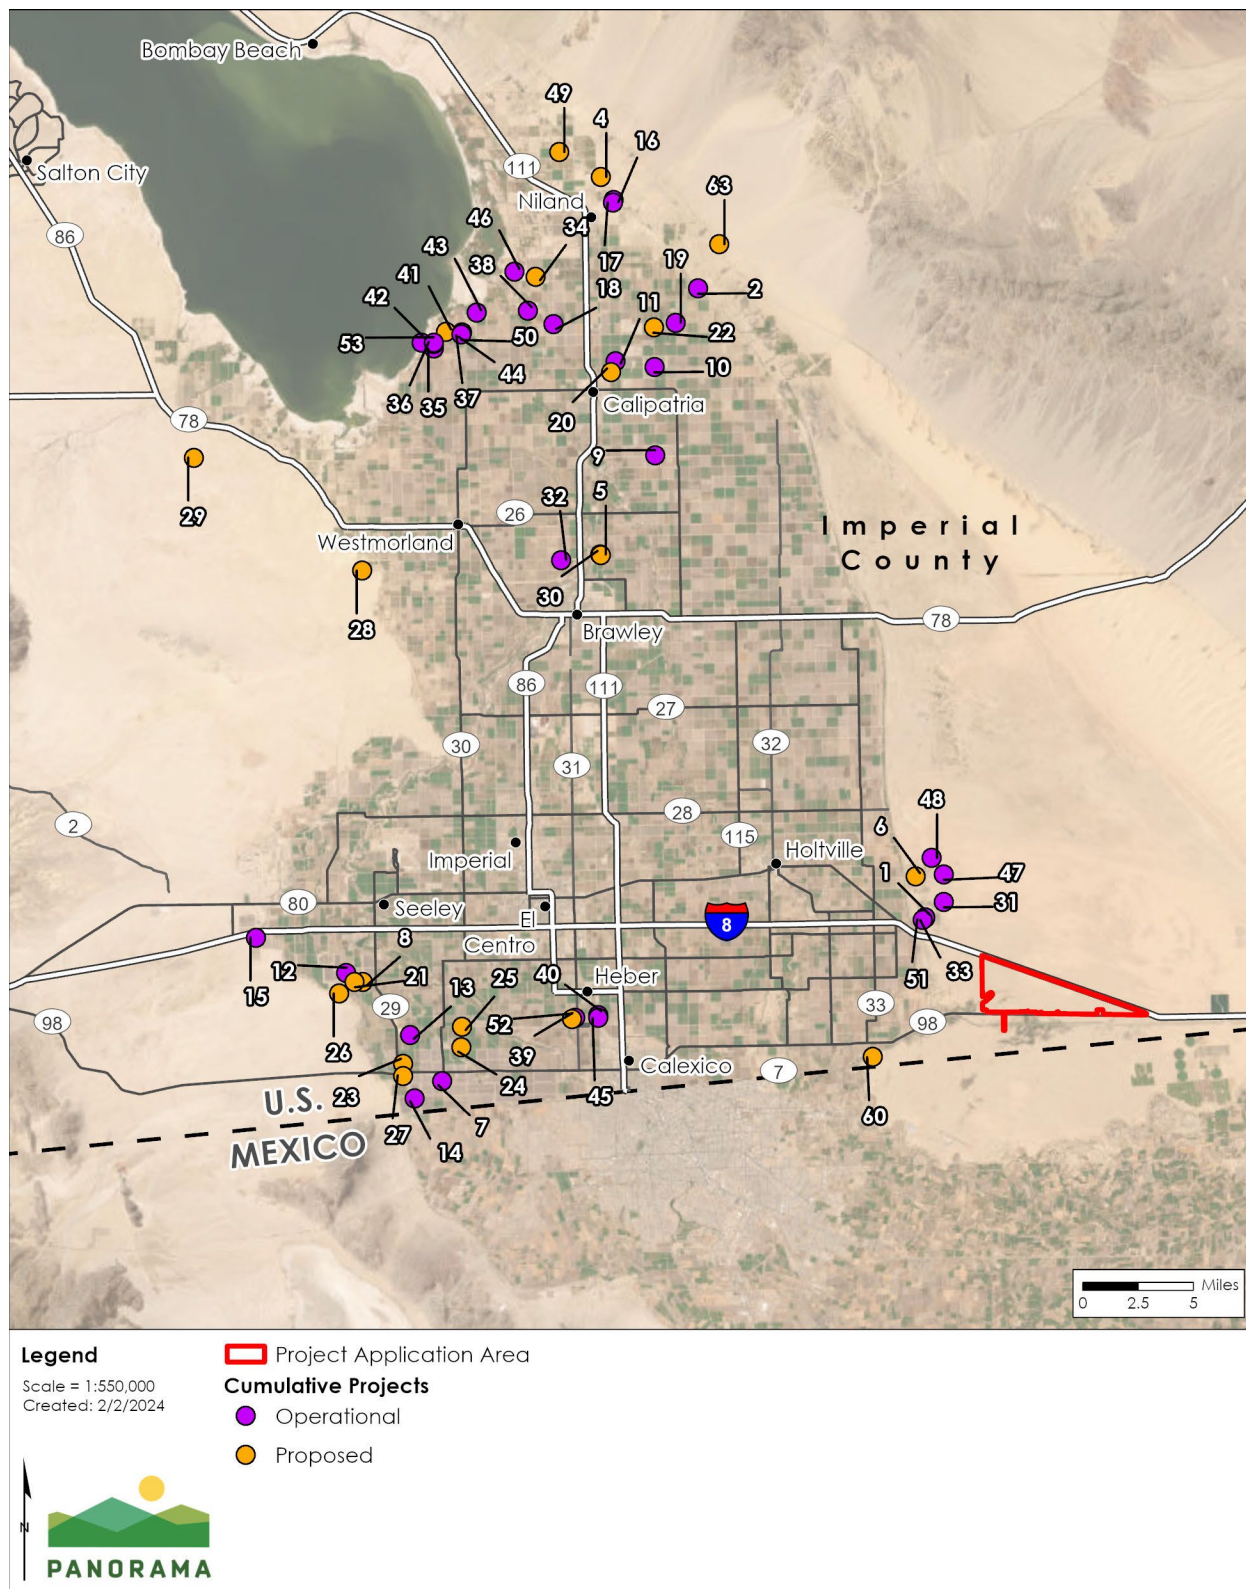 Bombay Beach
49
4
16
111
Salton City
63
Niland
46
34
86
43
17
19
38
41
18
2
42
11
53
50
22
44
10
36
35
37
20
Calipatria
78
9
32
5
29
26
Imperial
County
Westmorland
30
28
Brawley
78
86
111
27
30
32
31
48
28
2
6
115
Imperial
Holtville
1
47
80
Seeley
El
31
8
8
Centro
12
25
40
21
13
Heber
51
33
15
29
33
98
52
98
26
39
Calexico
24
7
23
45
U.S.
60
27
7
MEXICO
14
Miles
0 2.5 5
Legend
Project Application Area
Scale = 1:550,000
Created: 2/2/2024
Cumulative Projects
Operational
Proposed
N
PANORAMA